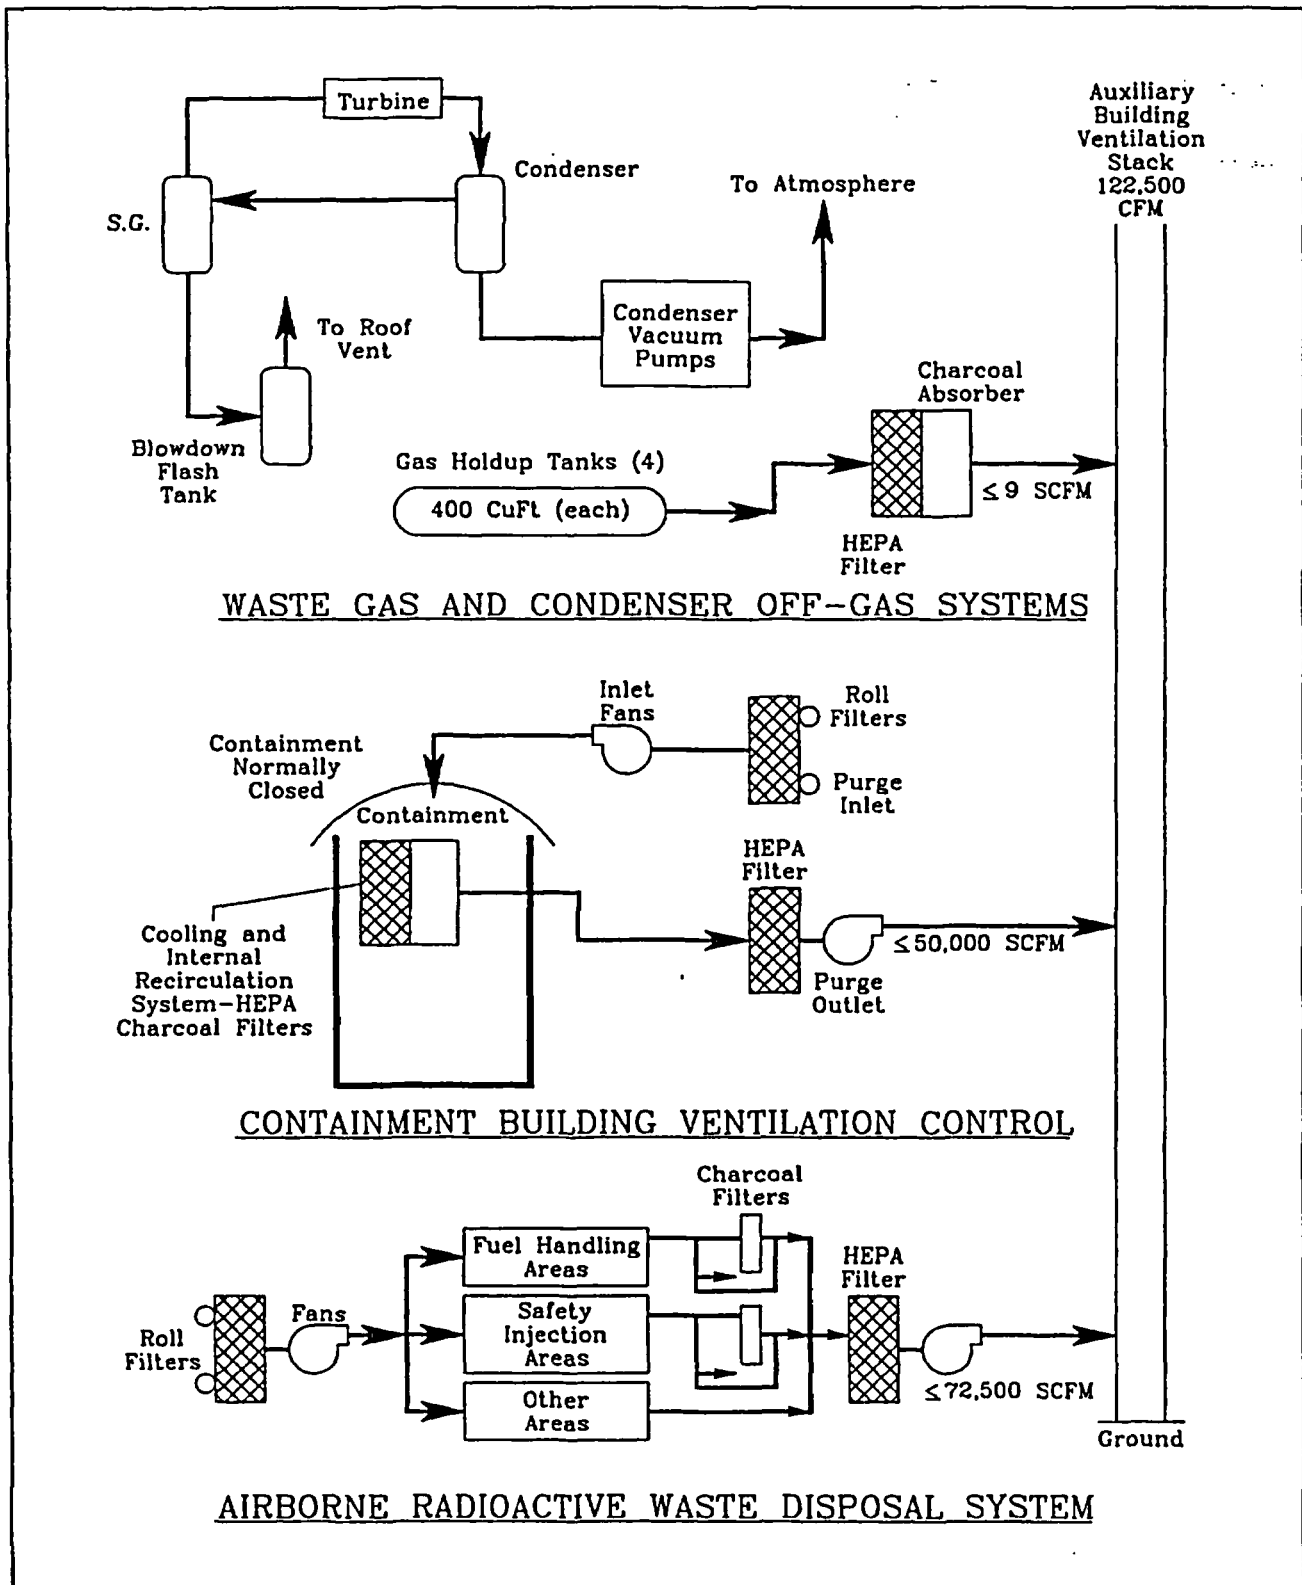 Turbine
Condenser
S.G.
To Atmosphere
Auxiliary
Building
Ventilation
Stack
122,500
CFM
To Roof
Vent
Condenser
Vacuum
Pumps
Charcoal
Absorber
Blowdown
Flash
Tank
Gas Holdup Tanks (4)
400 CuFt (each)
≤9 SCFM
HEPA
Filter
WASTE GAS AND CONDENSER OFF-GAS SYSTEMS
Inlet
Fans
Roll
Filters
Containment
Normally
Closed
Purge
Inlet
Containment
HEPA
Filter
Cooling and
Internal
Recirculation
System-HEPA
Charcoal Filters
≤50,000 SCFM
Purge
Outlet
CONTAINMENT BUILDING VENTILATION CONTROL
Charcoal
Filters
Fuel Handling
Areas
HEPA
Filter
Roll
Filters
Fans
Safety
Injection
Areas
Other
Areas
≤72,500 SCFM
Ground
AIRBORNE RADIOACTIVE WASTE DISPOSAL SYSTEM